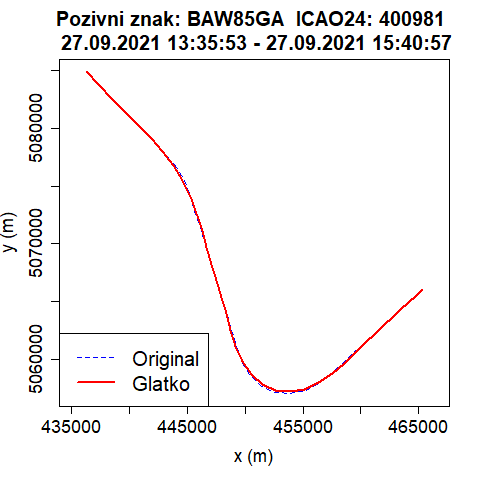 Pozivni znak: BAW85GA  ICAO24: 400981
27.09.2021 13:35:53 - 27.09.2021 15:40:57
5080000
5070000
5060000
y (m)
Original
Glatko
435000 445000 455000 465000
x (m)